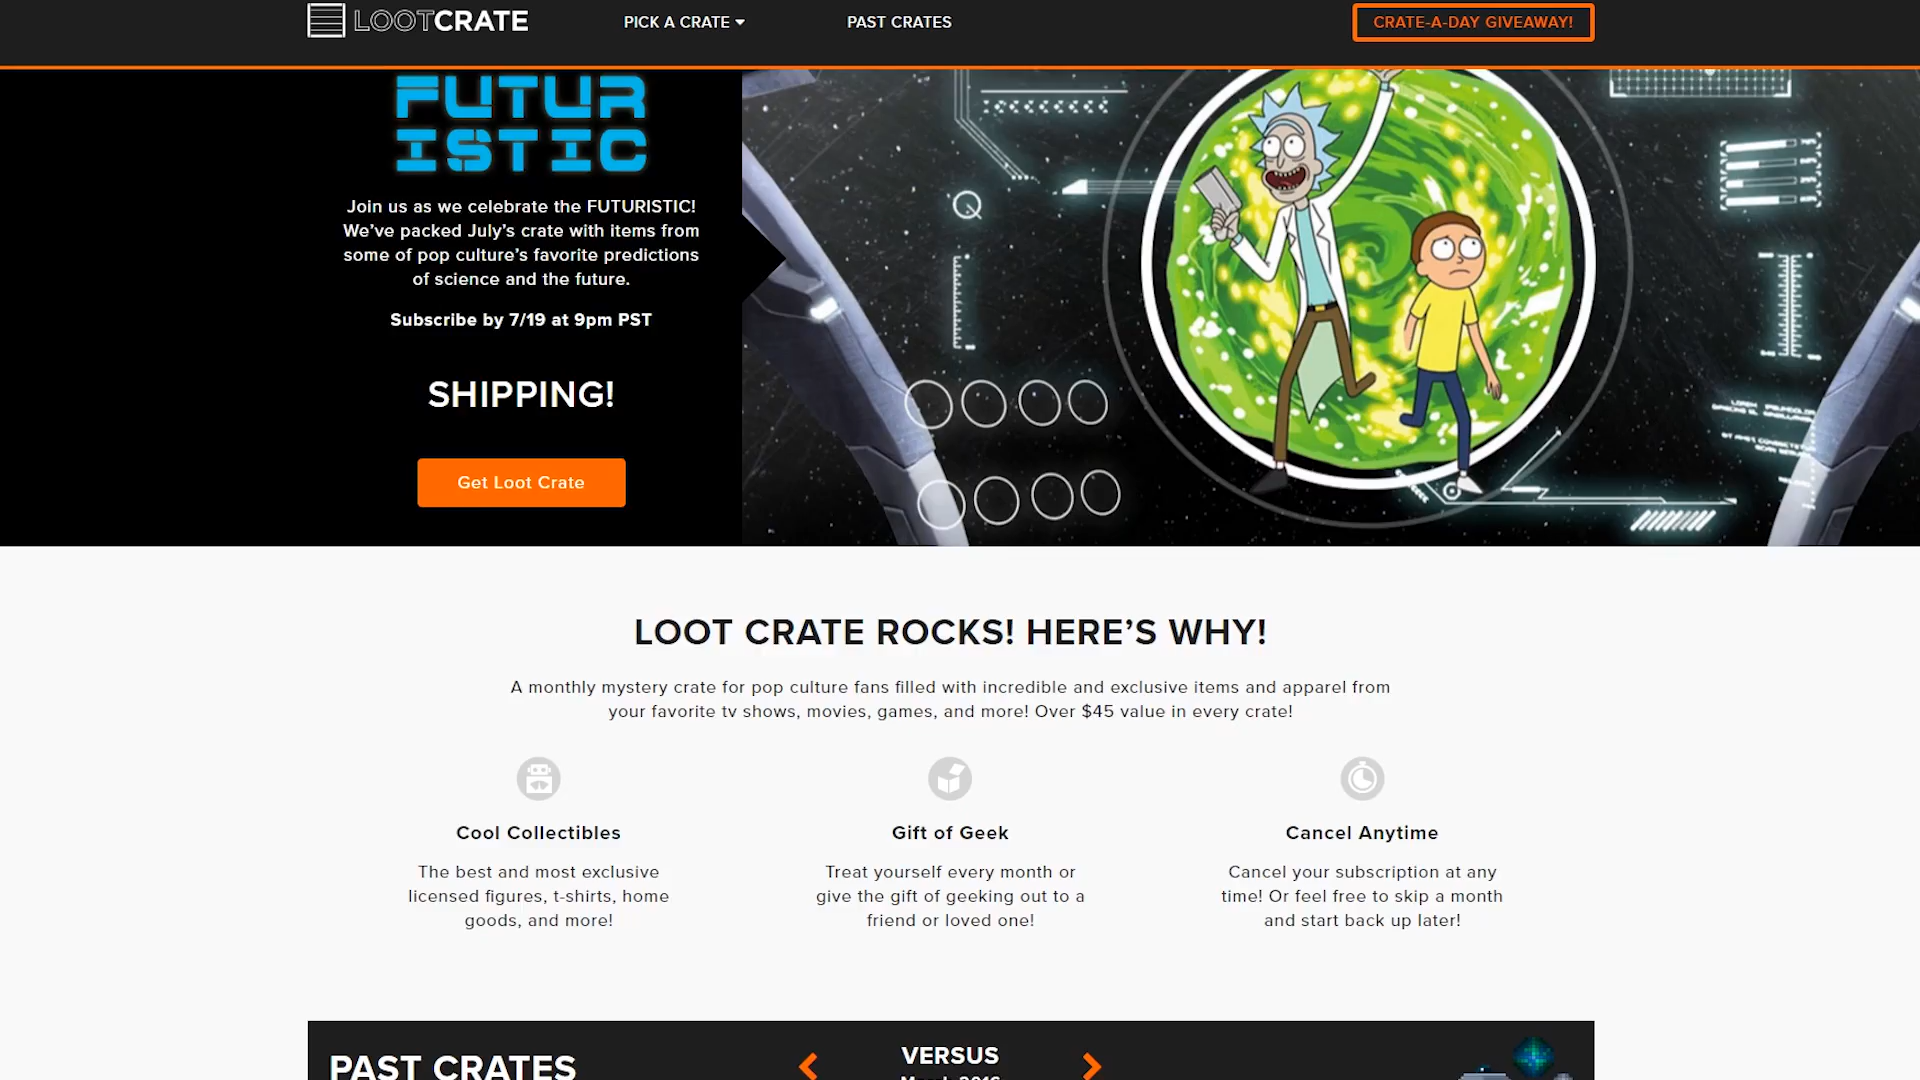 LOOTCRATE
PICK A CRATE
PAST CRATES
CRATE-A-DAY GIVEAWAY!
FUTUR
ISTIC
Join us as we celebrate the FUTURISTIC!
We’ve packed July’s crate with items from
some of pop culture’s favorite predictions
of science and the future.
Subscribe by 7/19 at 9pm PST
SHIPPING!
Get Loot Crate
LOOT CRATE ROCKS! HERE’S WHY!
A monthly mystery crate for pop culture fans filled with incredible and exclusive items and apparel from
your favorite tv shows, movies, games, and more! Over $45 value in every crate!
Cool Collectibles
The best and most exclusive
licensed figures, t-shirts, home
goods, and more!
Gift of Geek
Treat yourself every month or
give the gift of geeking out to a
friend or loved one!
Cancel Anytime
Cancel your subscription at any
time! Or feel free to skip a month
and start back up later!
PAST CRATES
VERSUS
March 2016